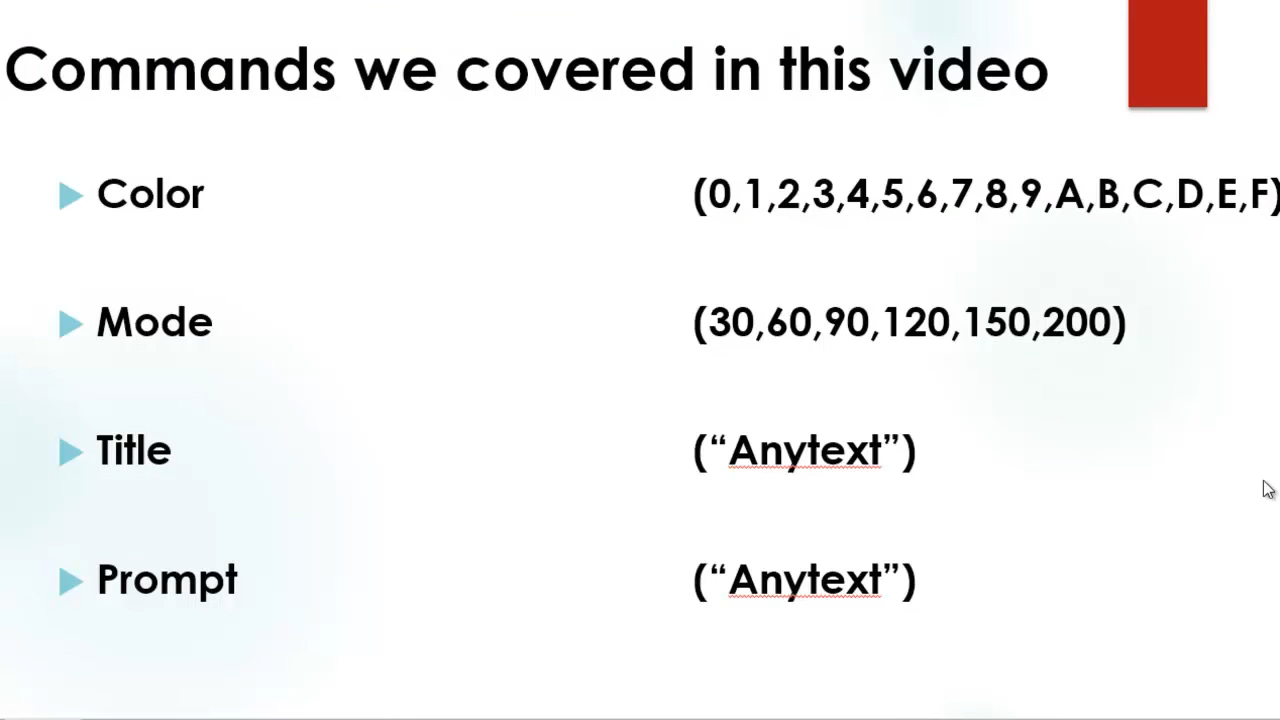 Commands we covered in this video
Color (0,1,2,3,4,5,6,7,8,9,A,B,C,D,E,F)
Mode (30,60,90,120,150,200)
Title (“Anytext”)
Prompt (“Anytext”)